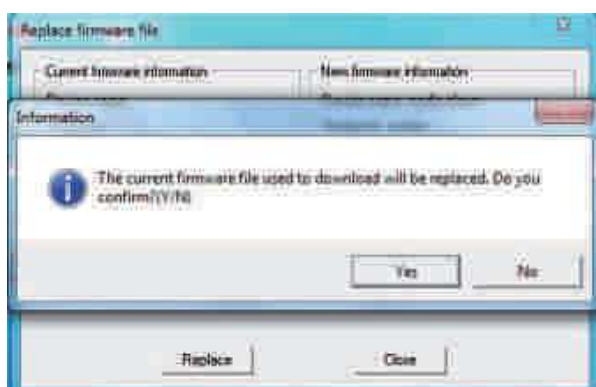 Replace firmware file
Current firmware information
New firmware information
Information
The current firmware file used to download will be replaced. Do you
confirm?(Y/N)
Yes
No
Replace
Close